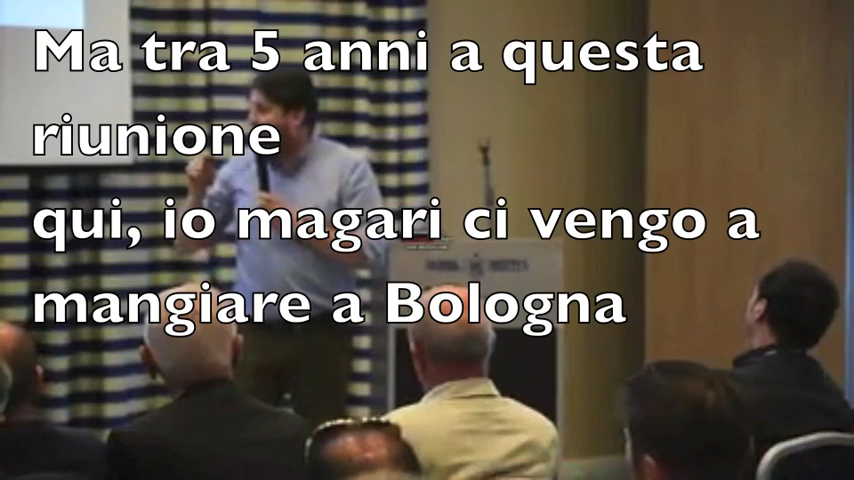 Ma tra 5 anni a questa
riunione
qui, io magari ci vengo a
mangiare a Bologna